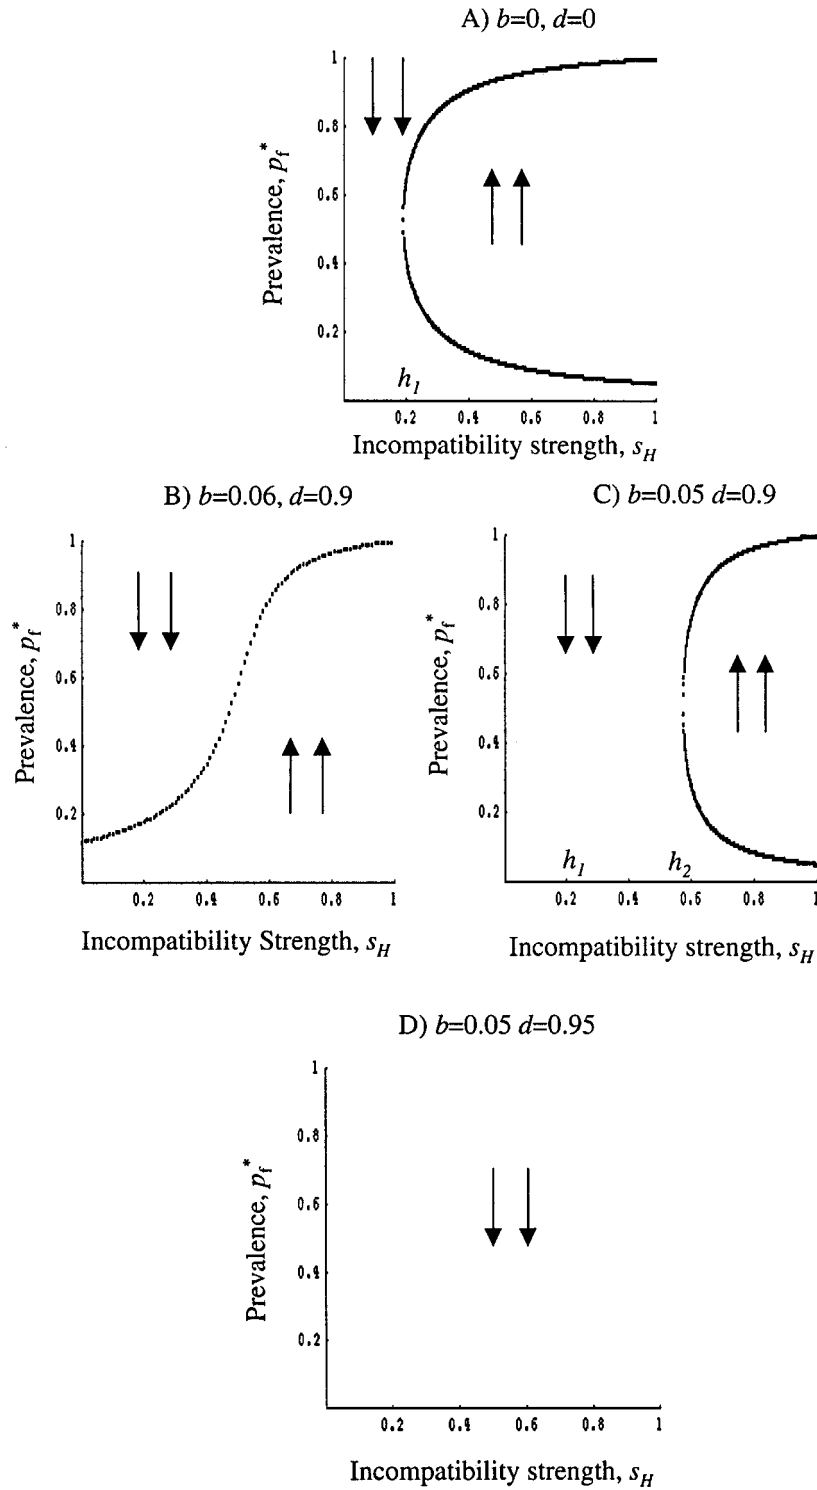 A) b=0, d=0
1
0.8
0.6
0.4
0.2
Prevalence, p_f^*
h_1
0.2 0.4 0.6 0.8 1
Incompatibility strength, s_H
B) b=0.06, d=0.9
1
0.8
0.6
0.4
0.2
Prevalence, p_f^*
0.2 0.4 0.6 0.8 1
Incompatibility Strength, s_H
C) b=0.05 d=0.9
1
0.8
0.6
0.4
0.2
Prevalence, p_f^*
h_1 h_2
0.2 0.4 0.6 0.8 1
Incompatibility strength, s_H
D) b=0.05 d=0.95
1
0.8
0.6
0.4
0.2
Prevalence, p_f^*
0.2 0.4 0.6 0.8 1
Incompatibility strength, s_H